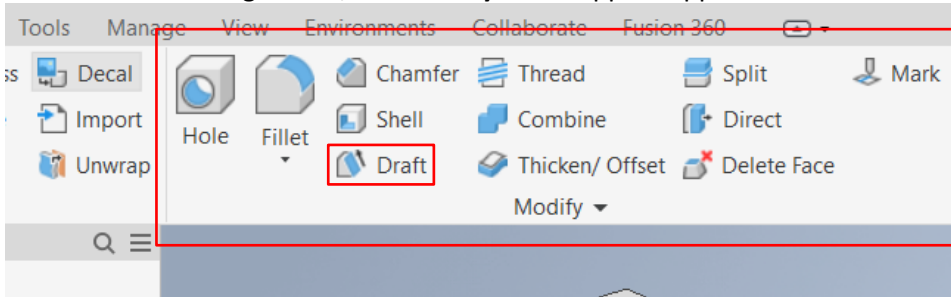 Tools Manage View Environments Collaborate Fusion 360
Decal Chamfer Thread Split Mark
Import Hole Fillet Shell Combine Direct
Unwrap Draft Thicken/ Offset Delete Face
Modify